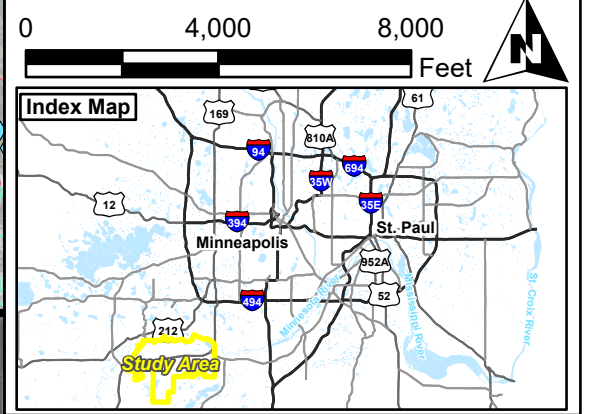 0 4,000 8,000
Feet
N
Index Map
169
61
810A
94
694
35W
12
35E
394
St. Paul
Minneapolis
952A
494
52
Minnesota River
Mississippi River
St. Croix River
212
Study Area